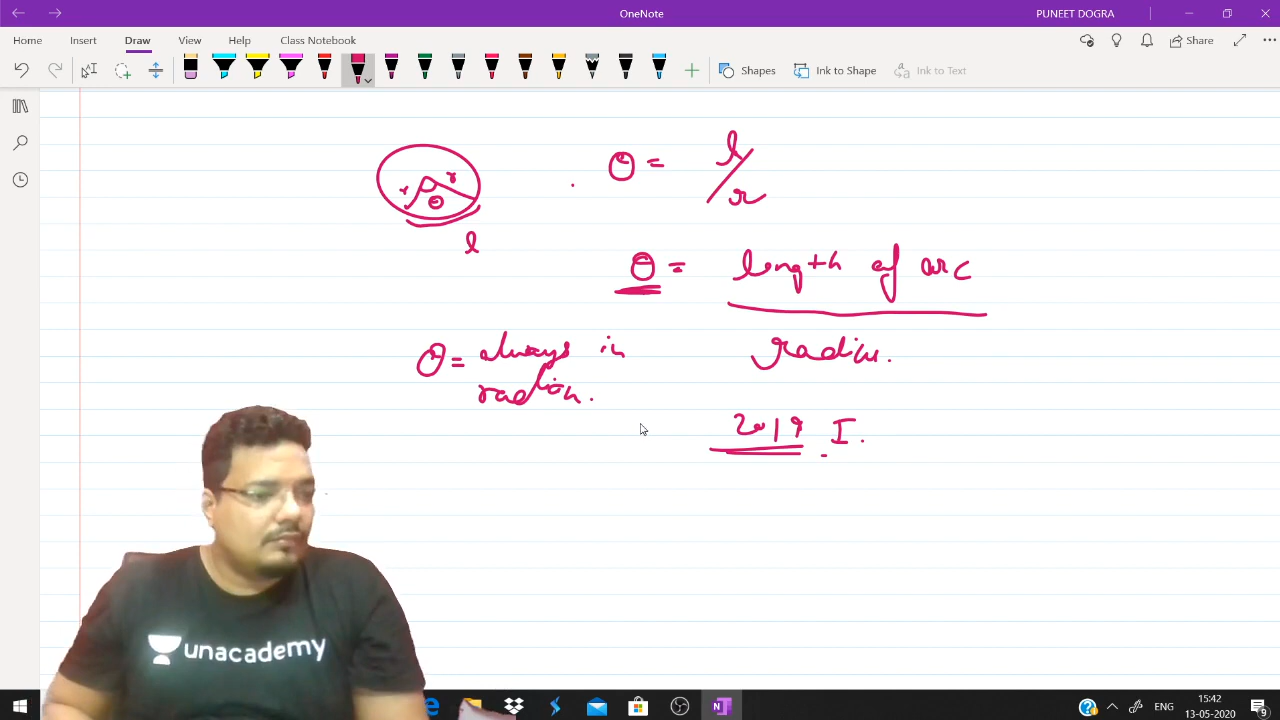 OneNote
PUNEET DOGRA
Home Insert Draw View Help Class Notebook
Share
Shapes Ink to Shape Ink to Text
r r
θ
l
θ = l/r
θ = length of arc
radius.
θ = always in
radian.
2019 I.
unacademy
15:42
13-05-2020
9